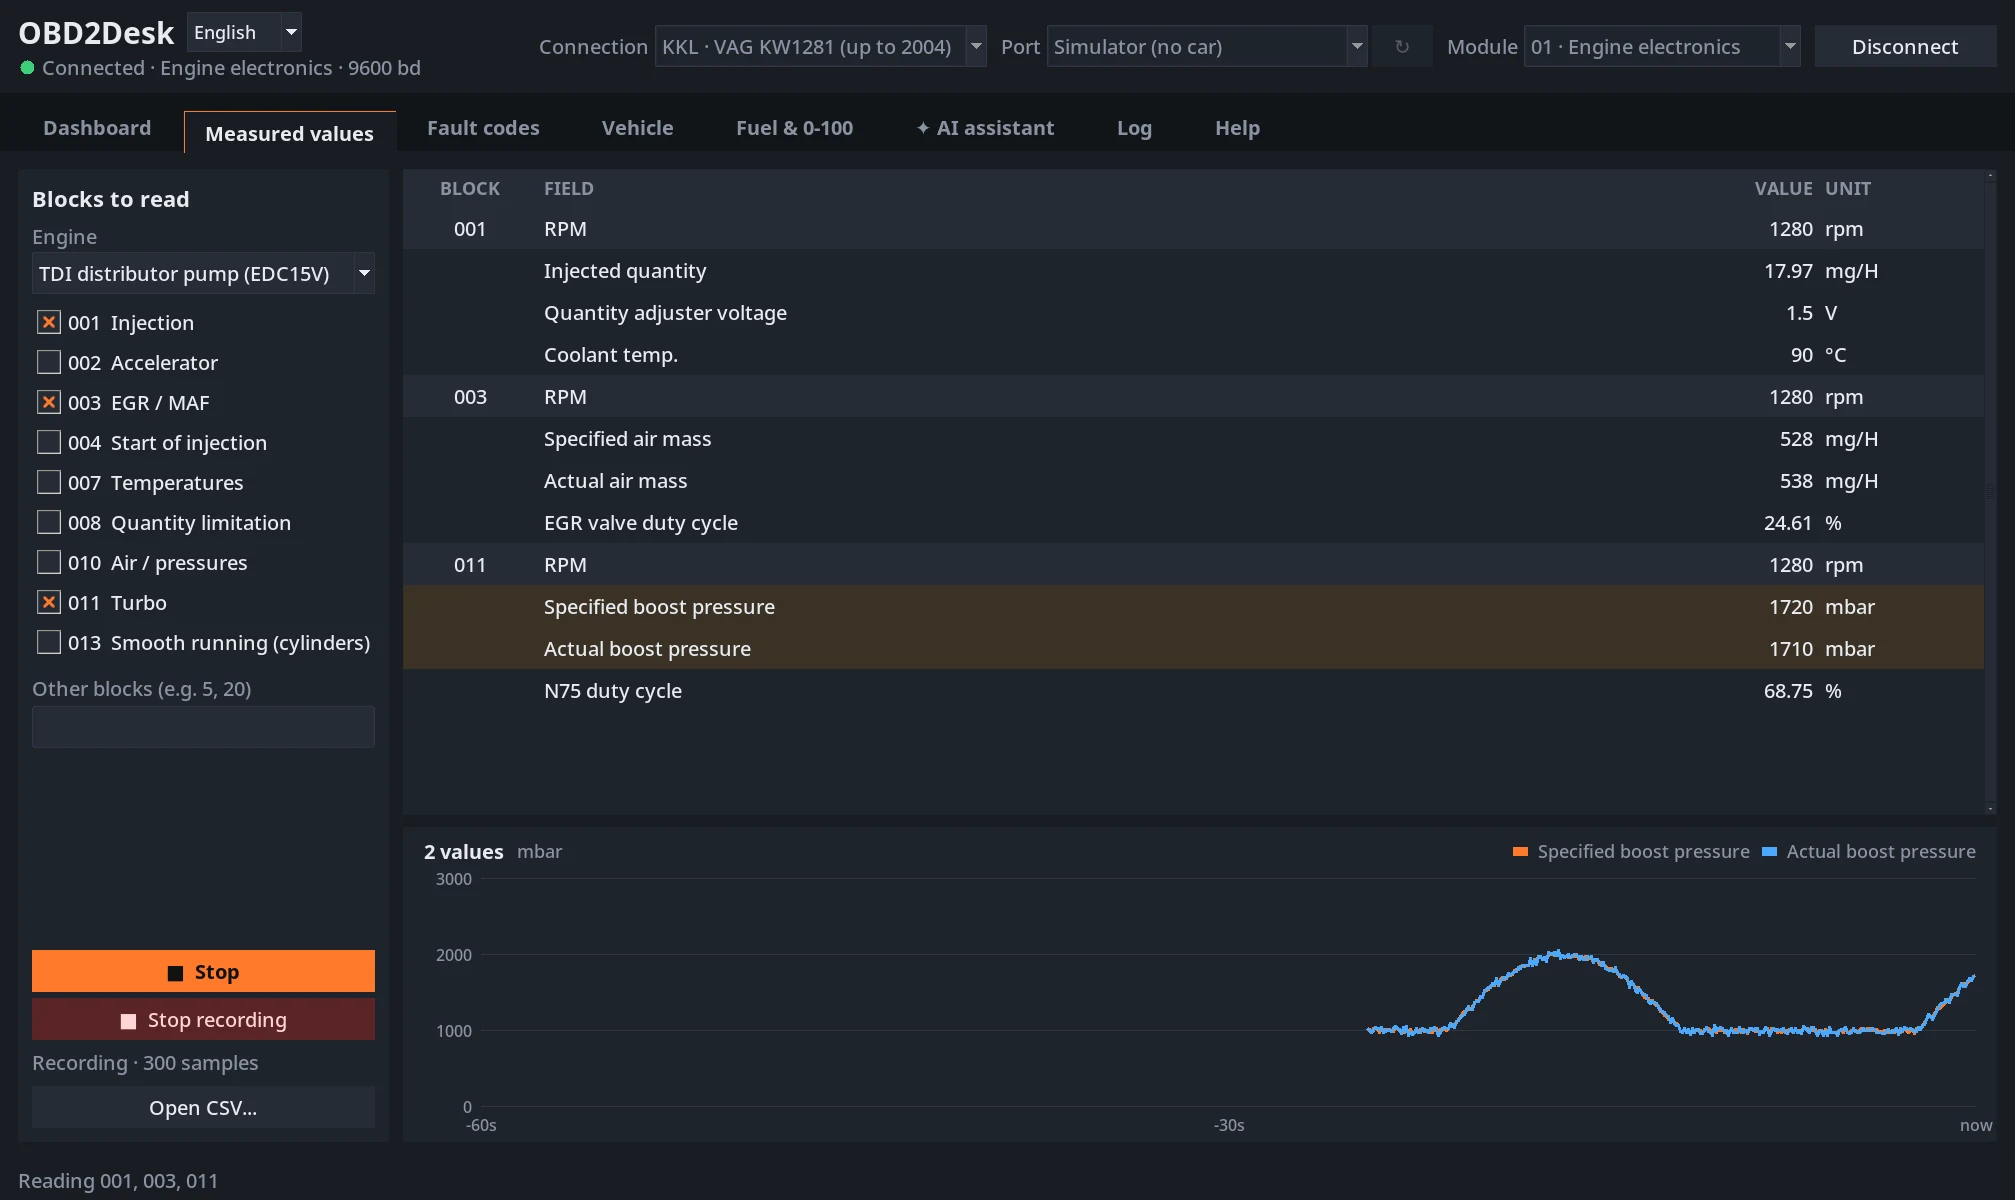 OBD2Desk English
Connected · Engine electronics · 9600 bd
Connection KKL · VAG KW1281 (up to 2004) Port Simulator (no car) ↻ Module 01 · Engine electronics Disconnect
Dashboard Measured values Fault codes Vehicle Fuel & 0-100 ✦ AI assistant Log Help
Blocks to read
Engine
TDI distributor pump (EDC15V)
001 Injection
002 Accelerator
003 EGR / MAF
004 Start of injection
007 Temperatures
008 Quantity limitation
010 Air / pressures
011 Turbo
013 Smooth running (cylinders)
Other blocks (e.g. 5, 20)
Stop
Stop recording
Recording · 300 samples
Open CSV...
BLOCK FIELD VALUE UNIT
001 RPM 1280 rpm
Injected quantity 17.97 mg/H
Quantity adjuster voltage 1.5 V
Coolant temp. 90 °C
003 RPM 1280 rpm
Specified air mass 528 mg/H
Actual air mass 538 mg/H
EGR valve duty cycle 24.61 %
011 RPM 1280 rpm
Specified boost pressure 1720 mbar
Actual boost pressure 1710 mbar
N75 duty cycle 68.75 %
2 values mbar Specified boost pressure Actual boost pressure
3000
2000
1000
0
-60s -30s now
Reading 001, 003, 011